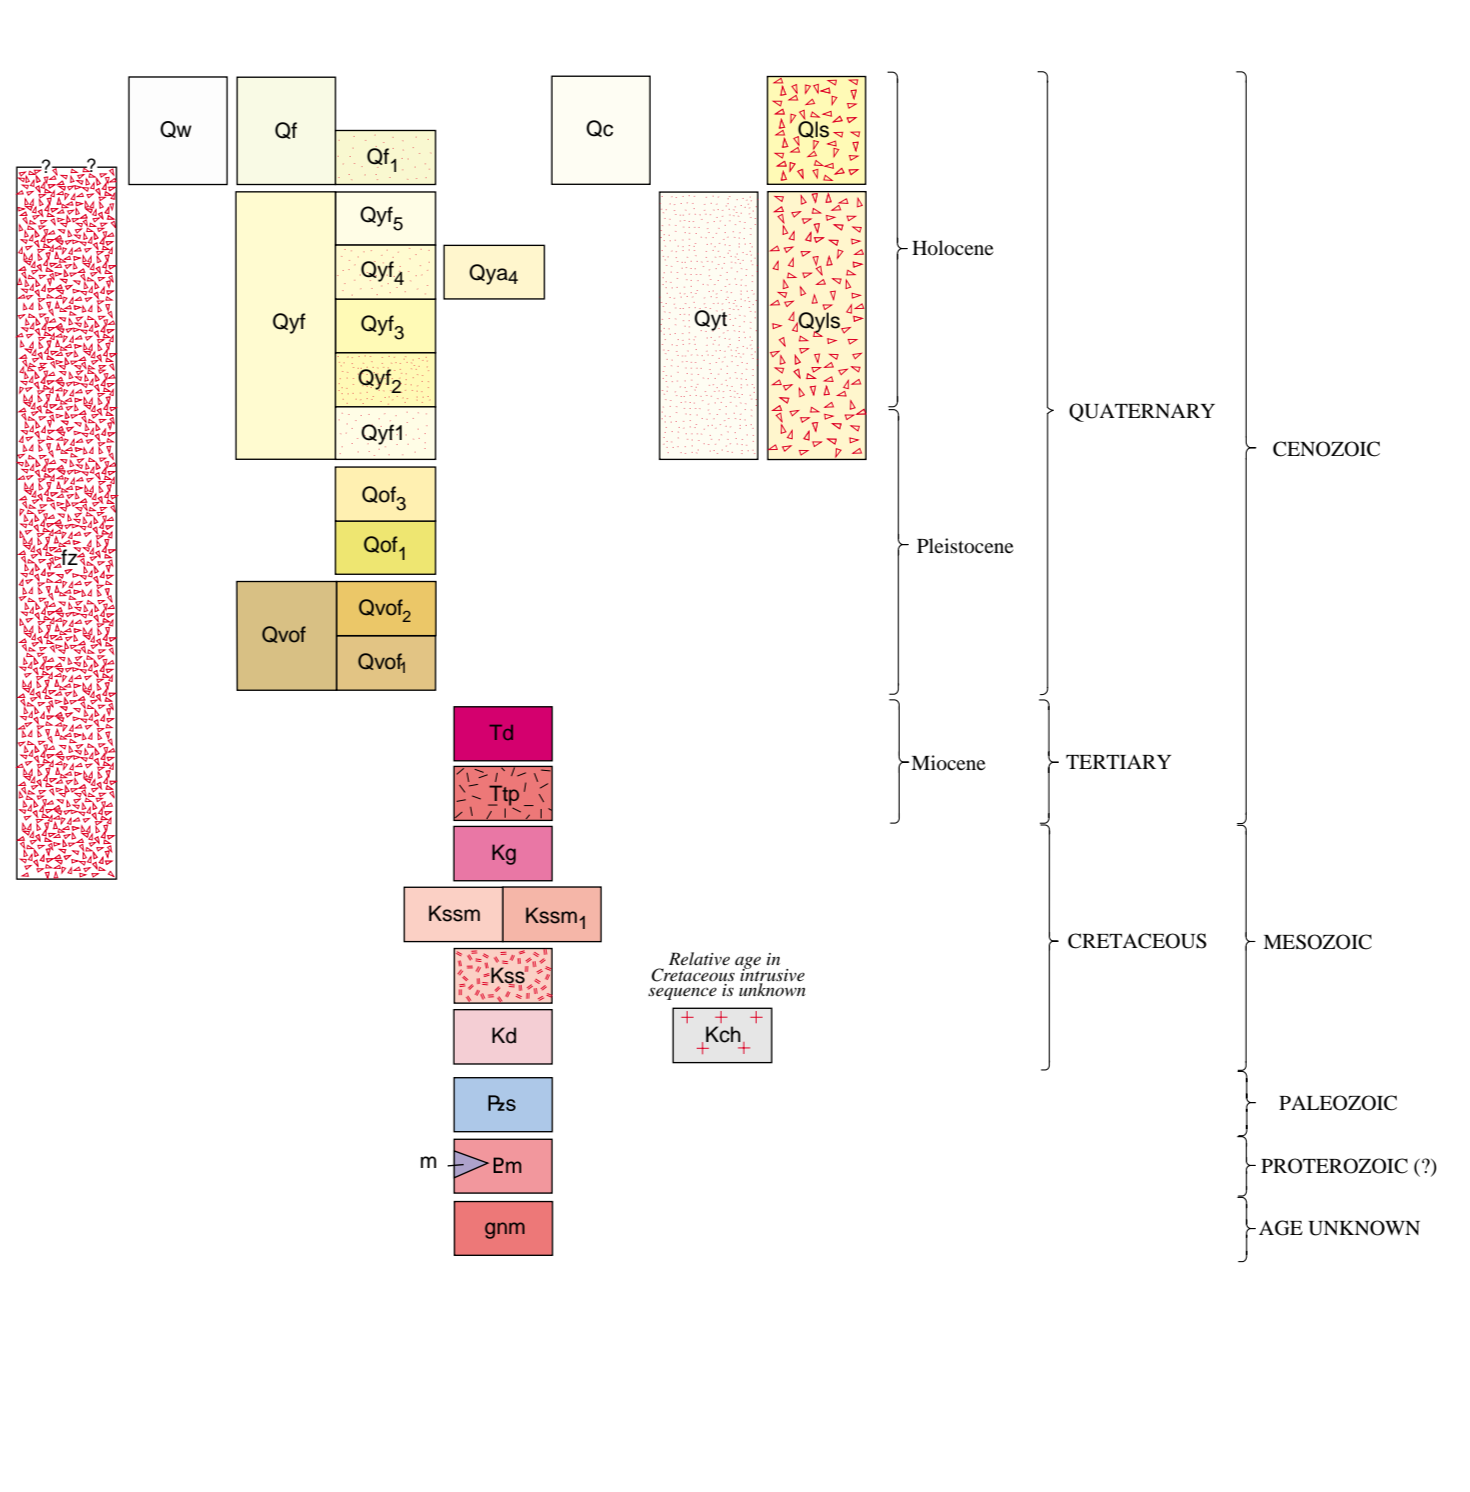 Qw
Qf
Qf1
Qc
Qls
? ?
Qyf
Qyf5
Qyf4
Qya4
Qyf3
Qyf2
Qyf1
Qyt
Qyls
Holocene
QUATERNARY
CENOZOIC
Qof3
Qof1
Pleistocene
fz
Qvof
Qvof2
Qvof1
Td
Ttp
Miocene
TERTIARY
Kg
Kssm
Kssm1
Kss
Kd
Relative age in
Cretaceous intrusive
sequence is unknown
Kch
CRETACEOUS
MESOZOIC
Pzs
PALEOZOIC
m
Pm
PROTEROZOIC (?)
gnm
AGE UNKNOWN